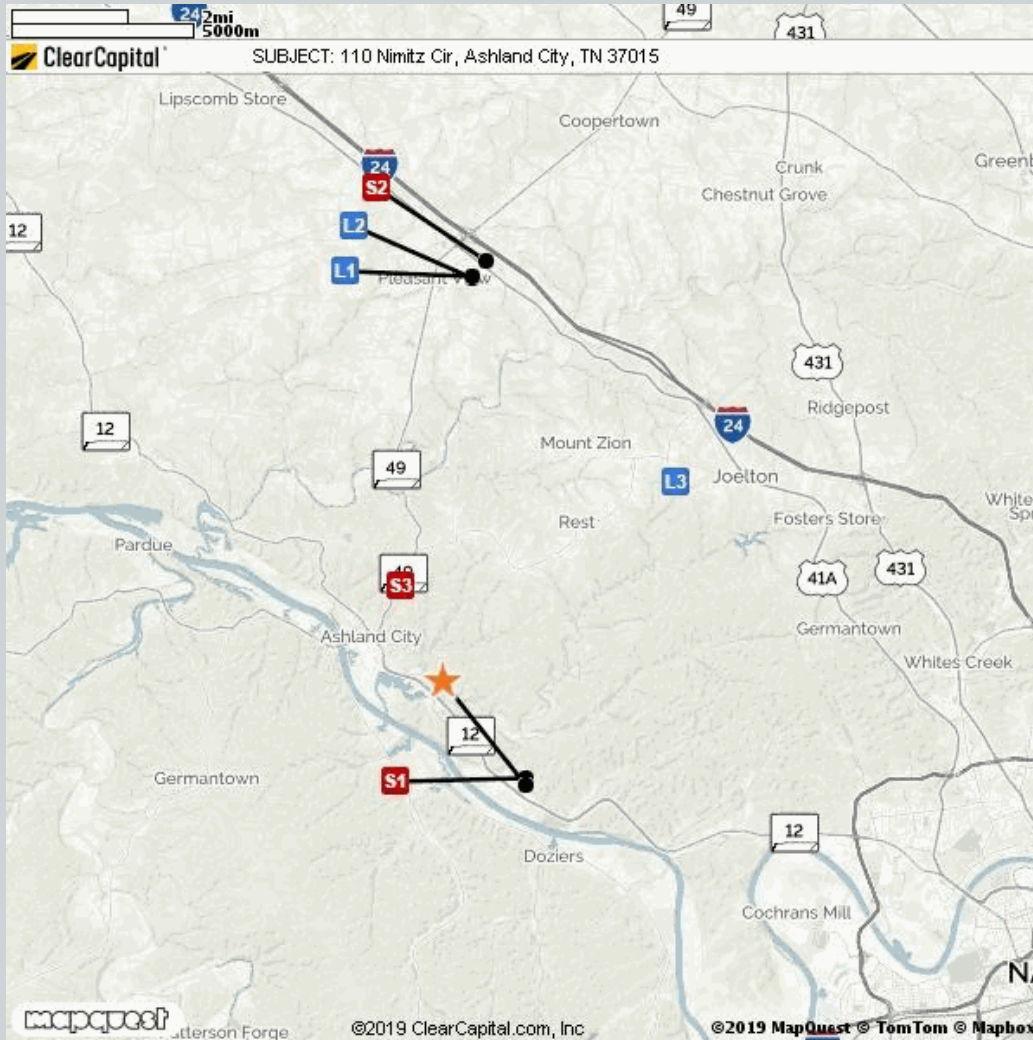 24
2mi
5000m
49
431
ClearCapital
SUBJECT: 110 Nimitz Cir, Ashland City, TN 37015
Lipscomb Store
Coopertown
24
Crunk
S2
Chestnut Grove
L2
12
L1
Pleasant View
431
Ridgepost
12
24
Mount Zion
49
L3
Joelton
Rest
Fosters Store
Pardue
431
41A
49
S3
Ashland City
Germantown
Whites Creek
12
Germantown
S1
12
Doziers
Cochrans Mill
mapquest
©2019 ClearCapital.com, Inc
©2019 MapQuest © TomTom © Mapbox